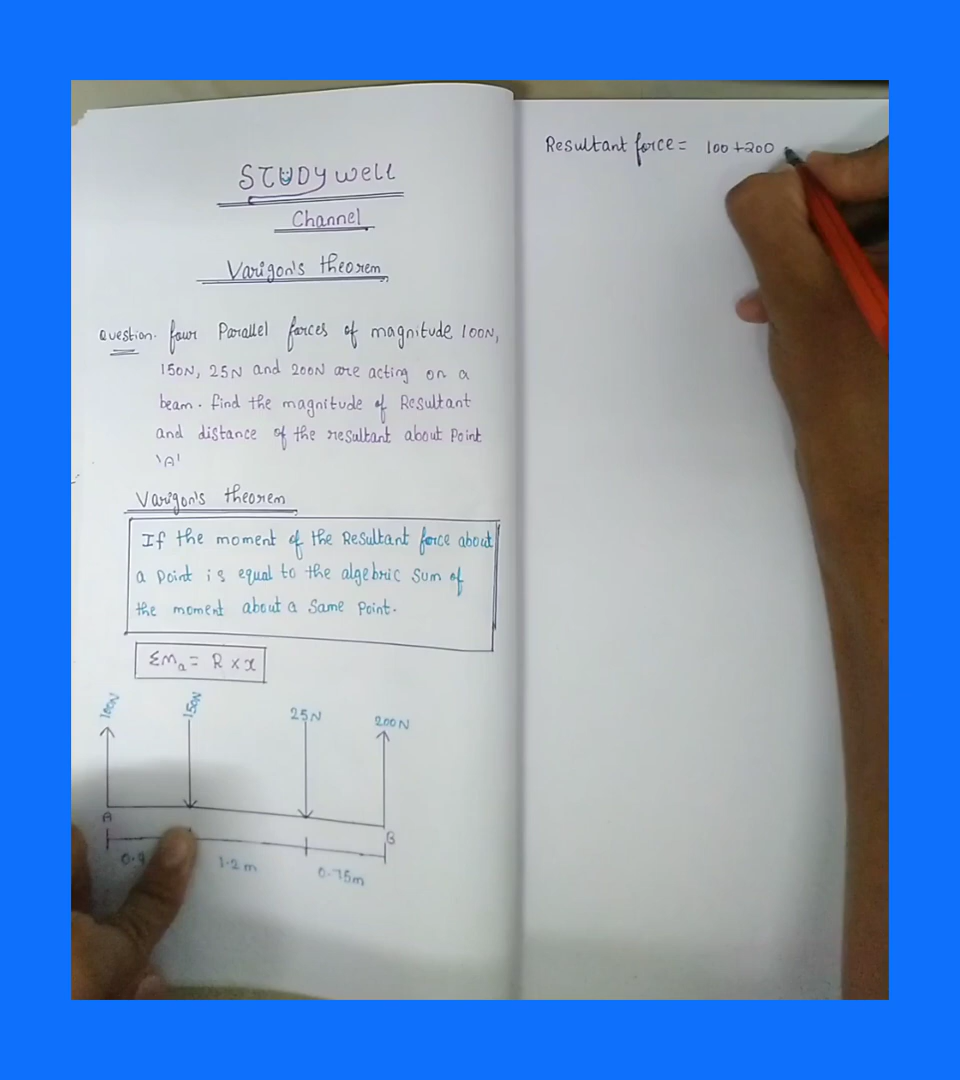 STUDY well
Channel
Varigon's theorem
Question. four Parallel forces of magnitude 100N,
150N, 25N and 200N are acting on a
beam. find the magnitude of Resultant
and distance of the resultant about Point
'A'
Varigon's theorem
If the moment of the Resultant force about
a Point is equal to the algebric Sum of
the moment about a Same Point.
ΣMa = R × x
100N 150N 25N 200N
A B
0.9 1.2 m 0.75m
Resultant force = 100 +200